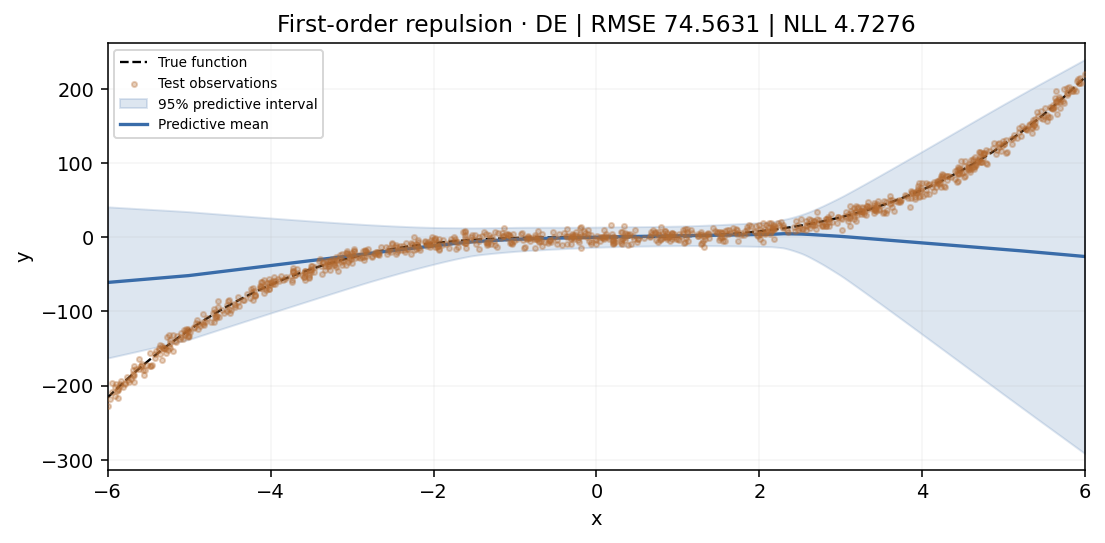 First-order repulsion · DE | RMSE 74.5631 | NLL 4.7276
True function
Test observations
95% predictive interval
Predictive mean
y
200
100
0
−100
−200
−300
−6
−4
−2
0
2
4
6
x